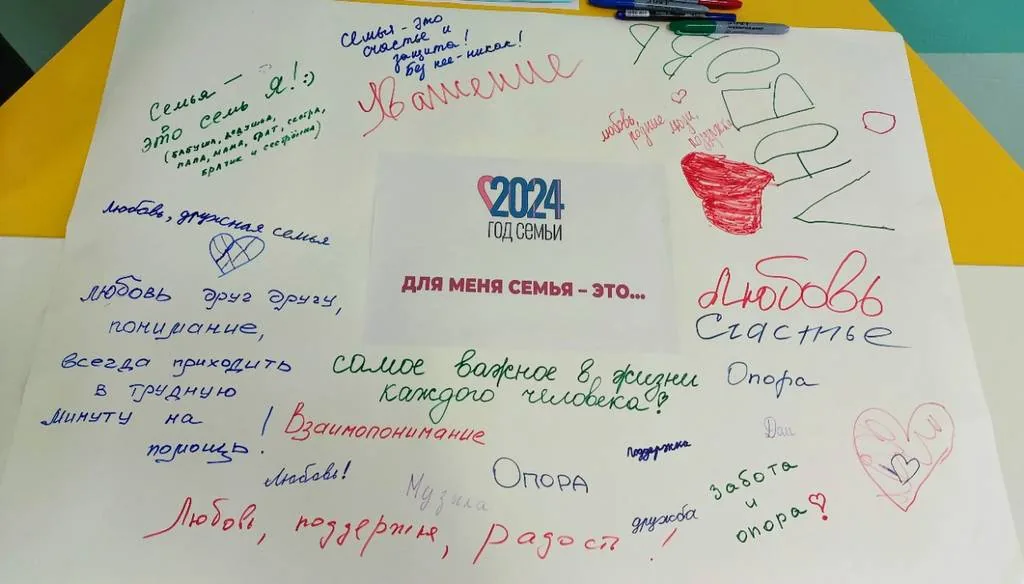 Семья - это
счастье и
защита!
Без нее - никак!
Уважение
Семья -
это семь Я! :)
(бабушка, дедушка,
папа, мама, брат, сестра,
братик и сестрёнка)
любовь,
родные
люди,
поддержка
ЛЮБОВЬ
Я
2024
ГОД СЕМЬИ
ДЛЯ МЕНЯ СЕМЬЯ – ЭТО...
Любовь, дружная семья
Любовь друг другу,
понимание,
всегда приходить
в трудную
минуту на
помощь!
Любовь
Счастье
самое важное в жизни
каждого человека!
Опора
Взаимопонимание
Любовь!
Музыка
Опора
поддержка
Дом
Забота
и
опора
Любовь, поддержка, радость!
дружба